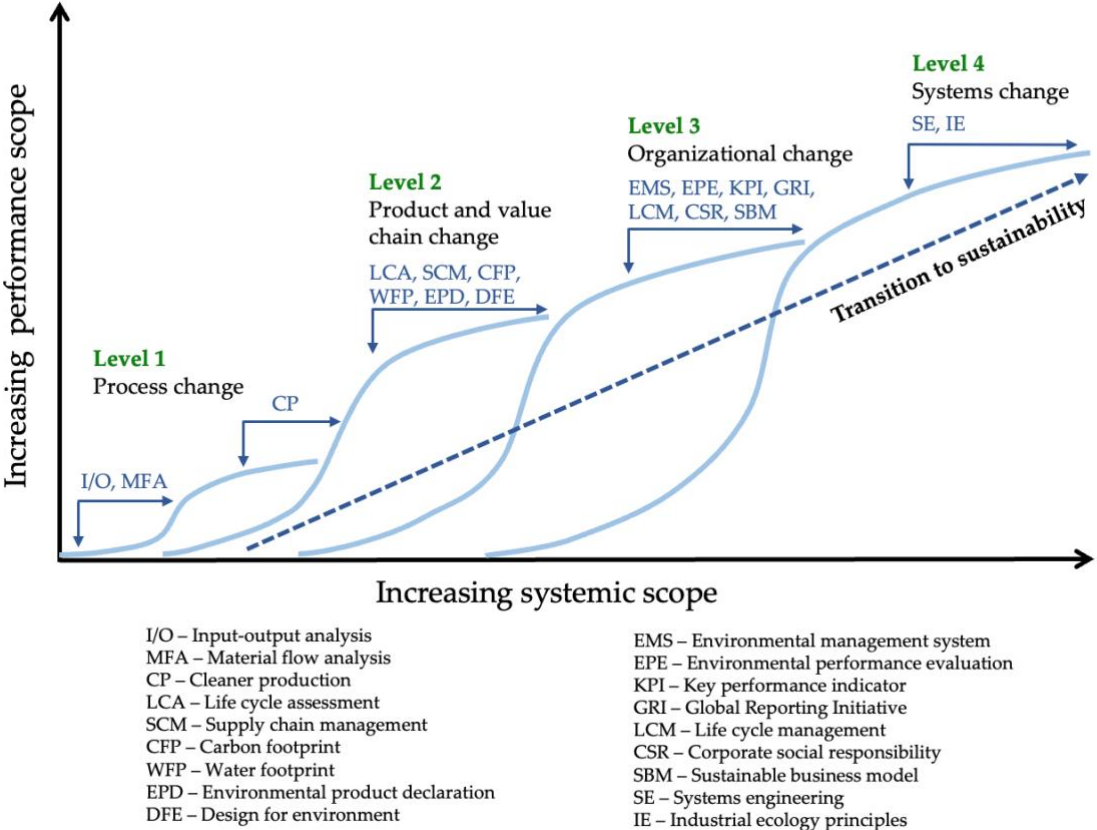 Increasing performance scope
Level 1
Process change
I/O, MFA
CP
Level 2
Product and value
chain change
LCA, SCM, CFP,
WFP, EPD, DFE
Level 3
Organizational change
EMS, EPE, KPI, GRI,
LCM, CSR, SBM
Level 4
Systems change
SE, IE
Transition to sustainability
Increasing systemic scope
I/O – Input-output analysis
MFA – Material flow analysis
CP – Cleaner production
LCA – Life cycle assessment
SCM – Supply chain management
CFP – Carbon footprint
WFP – Water footprint
EPD – Environmental product declaration
DFE – Design for environment
EMS – Environmental management system
EPE – Environmental performance evaluation
KPI – Key performance indicator
GRI – Global Reporting Initiative
LCM – Life cycle management
CSR – Corporate social responsibility
SBM – Sustainable business model
SE – Systems engineering
IE – Industrial ecology principles